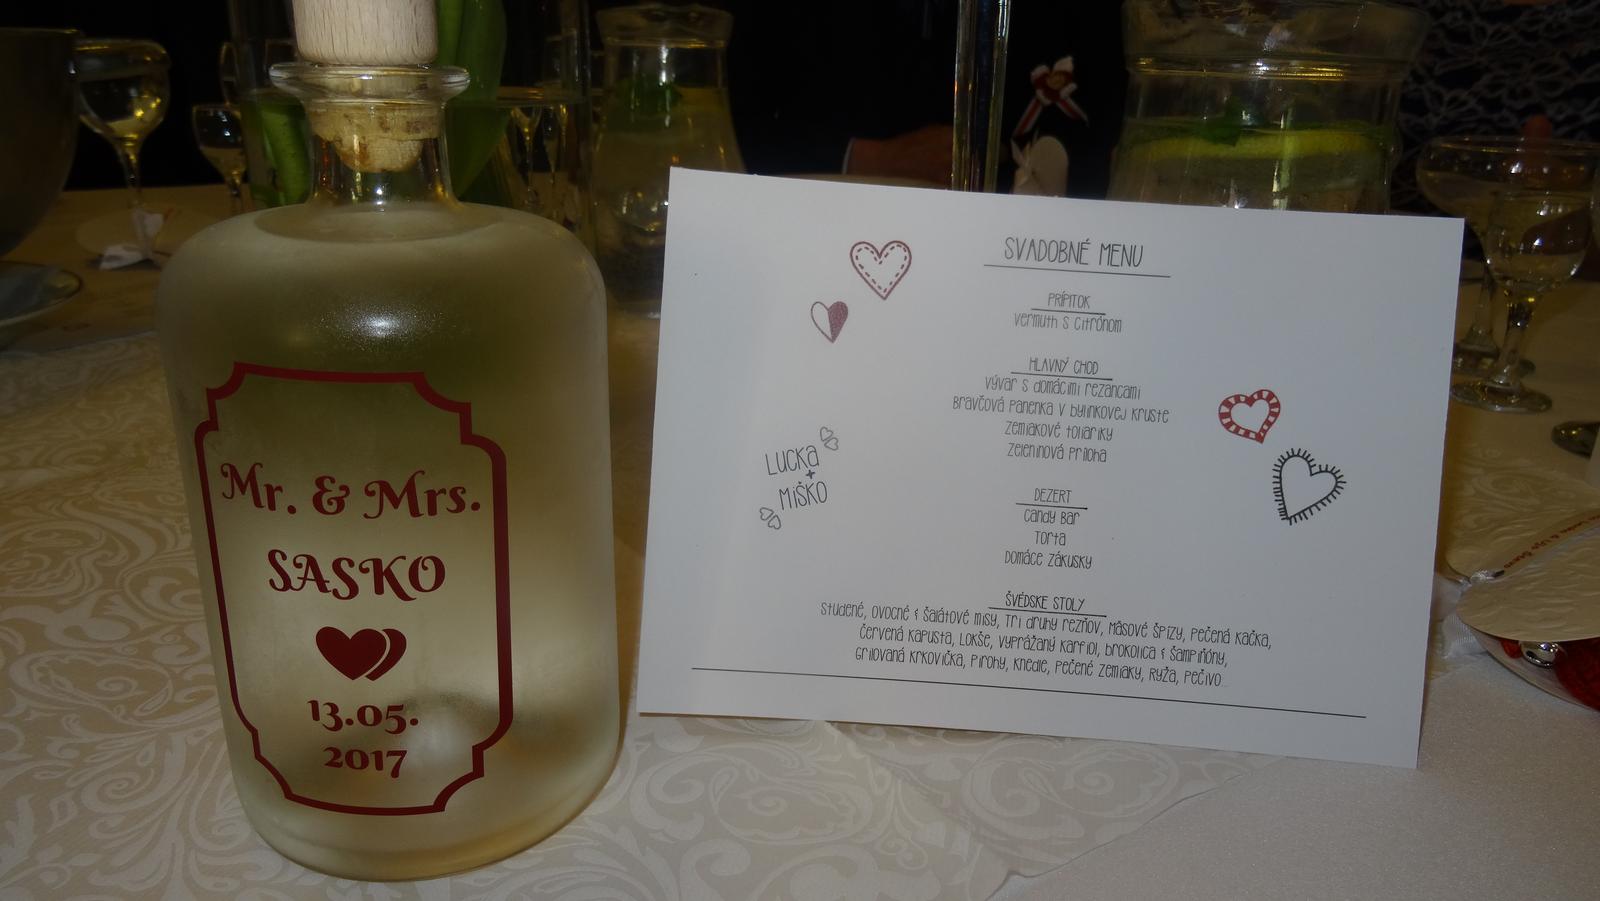 Mr. & Mrs.
SASKO
13.05.
2017
SVADOBNÉ MENU
PRÍPITOK
Vermuth s citrónom
HLAVNÝ CHOD
Vývar s domácimi rezancami
Bravčová panenka v bylinkovej kruste
Zemiakové toliariky
Zeleninová príloha
DEZERT
Candy Bar
Torta
Domáce zákusky
ŠVÉDSKE STOLY
Studené, ovocné & šalátové misy, Tri druhy rezňov, Mäsové špízy, pečená kačka,
červená kapusta, Lokše, vyprážaný karfiol, brokolica & šampiňóny,
Grilovaná krkovička, Pirohy, knedle, pečené zemiaky, Ryža, pečivo...
LUCKA
+
MIŠKO